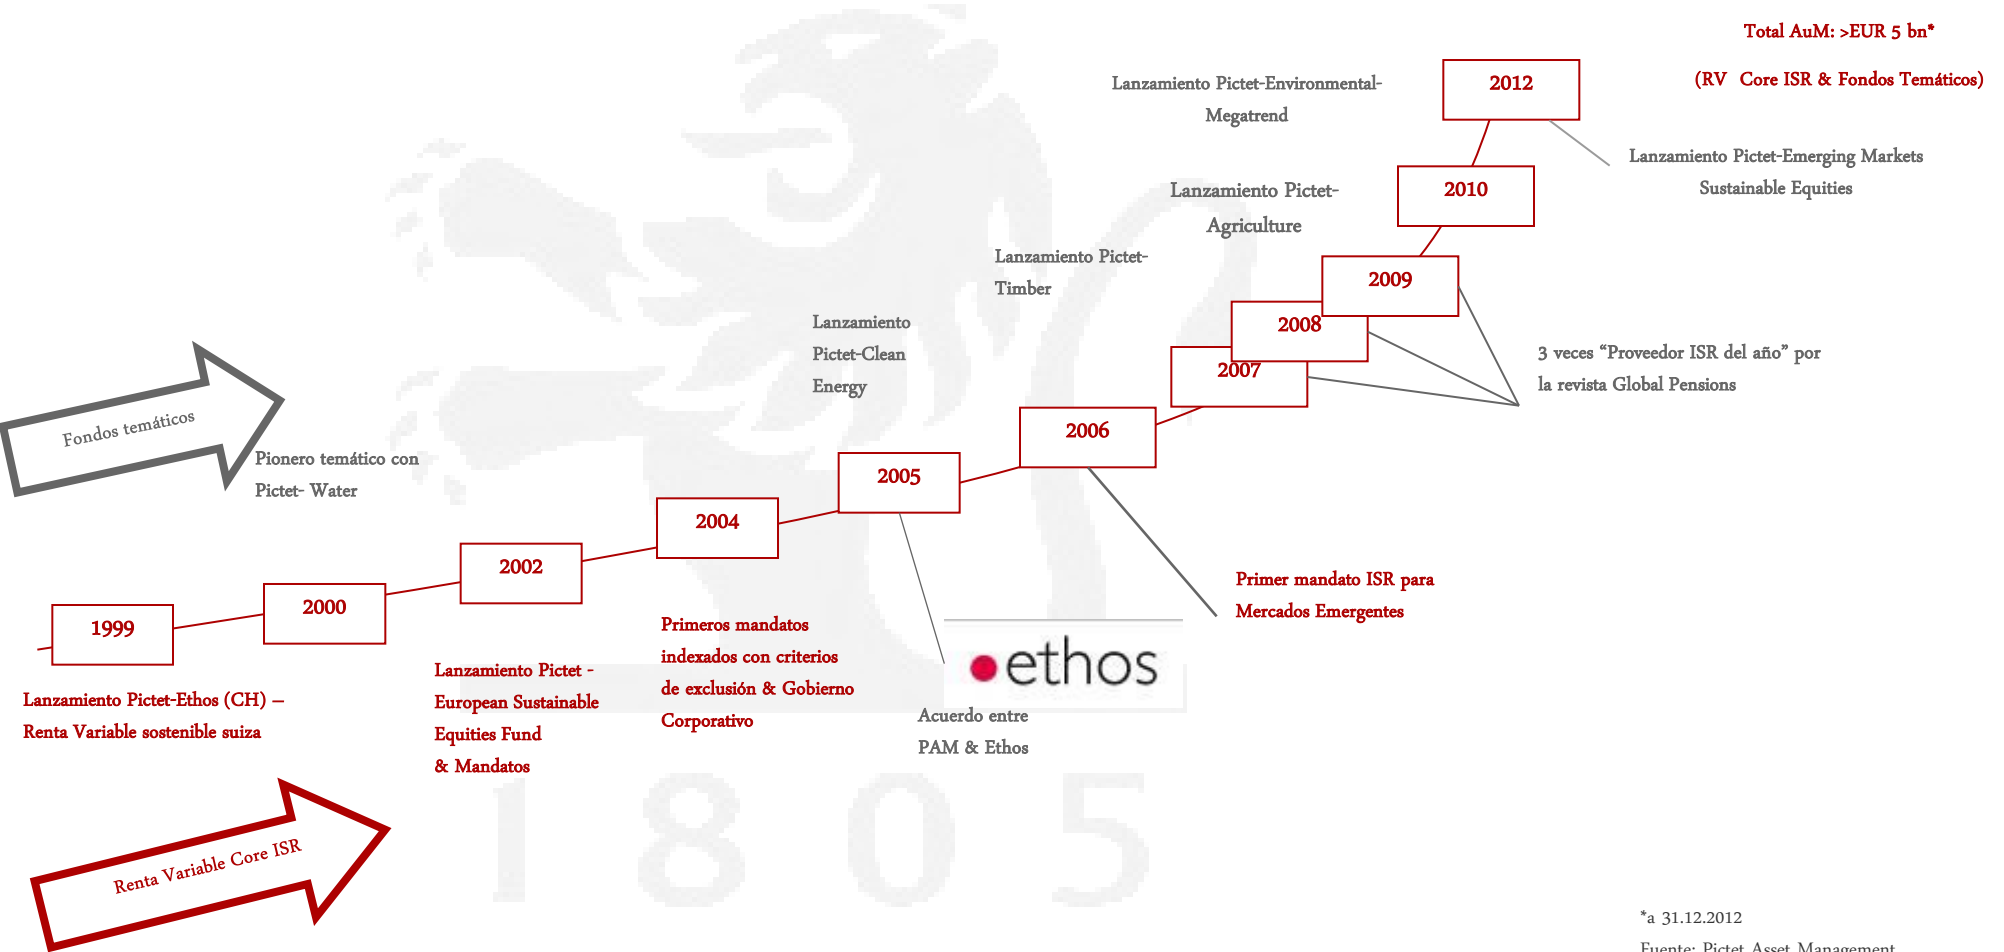 Total AuM: >EUR 5 bn*
(RV Core ISR & Fondos Temáticos)
2012
Lanzamiento Pictet-Environmental-
Megatrend
Lanzamiento Pictet-Emerging Markets
Sustainable Equities
2010
Lanzamiento Pictet-
Agriculture
2009
Lanzamiento Pictet-
Timber
2008
Lanzamiento
Pictet-Clean
Energy
2007
3 veces “Proveedor ISR del año” por
la revista Global Pensions
Fondos temáticos
2006
Pionero temático con
Pictet- Water
2005
2004
2002
2000
1999
Primer mandato ISR para
Mercados Emergentes
Primeros mandatos
indexados con criterios
de exclusión & Gobierno
Corporativo
ethos
Lanzamiento Pictet -
European Sustainable
Equities Fund
& Mandatos
Lanzamiento Pictet-Ethos (CH) –
Renta Variable sostenible suiza
Acuerdo entre
PAM & Ethos
1805
Renta Variable Core ISR
*a 31.12.2012
Fuente: Pictet Asset Management